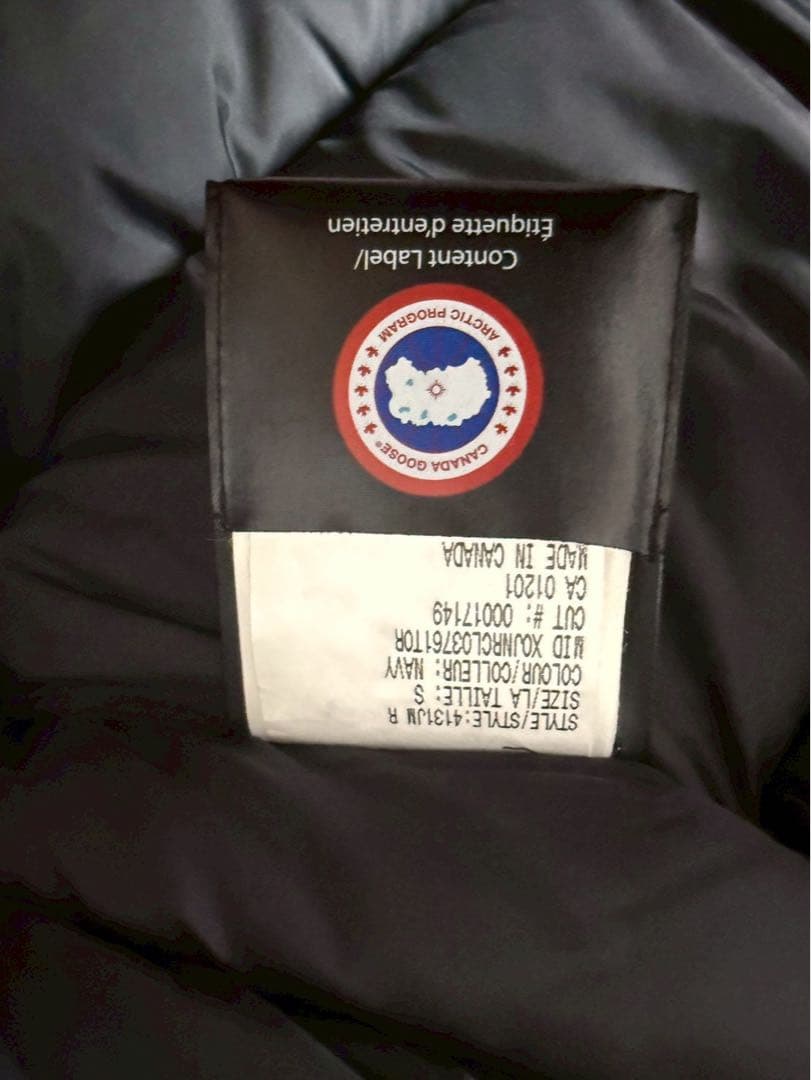 STYLE/STYLE:4131JM R
SIZE/LA TAILLE: S
COLOUR/COLLEUR: NAVY
MID XOJNRCL03761TOR
CUT #: 00017149
CA 01201
MADE IN CANADA
CANADA GOOSE®
ARCTIC PROGRAM
Content Label/
Étiquette d'entretien